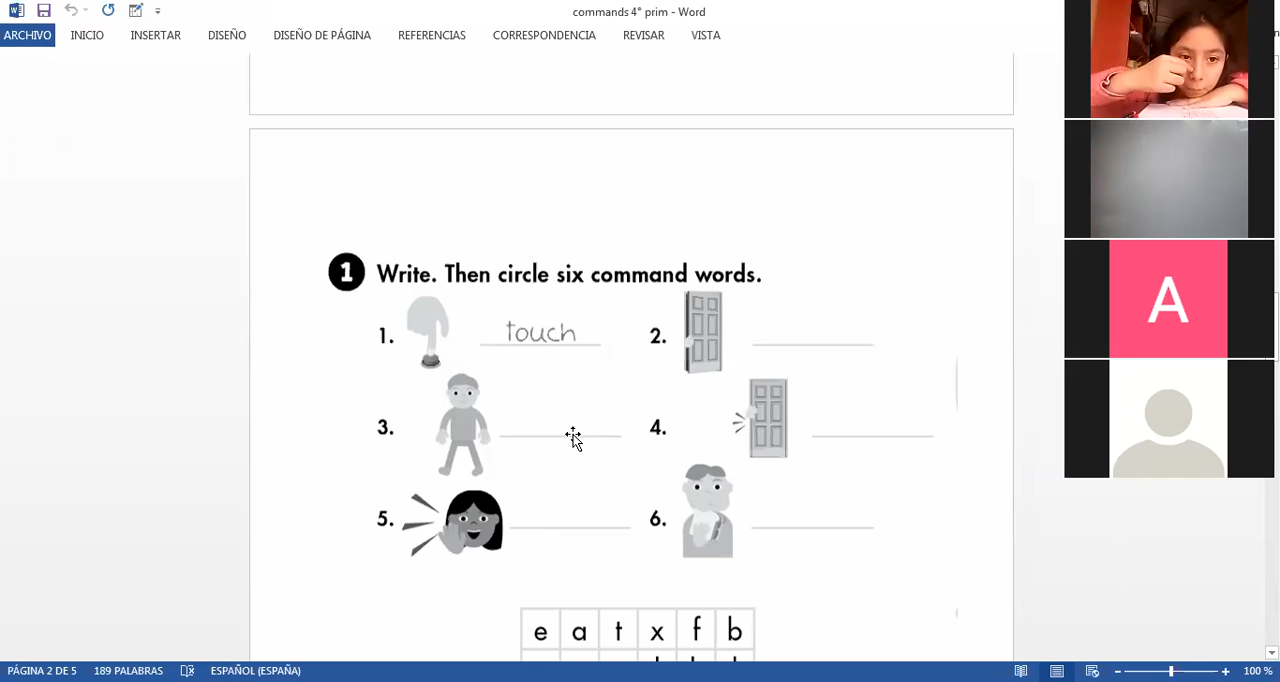 commands 4° prim - Word
ARCHIVO INICIO INSERTAR DISEÑO DISEÑO DE PÁGINA REFERENCIAS CORRESPONDENCIA REVISAR VISTA
1 Write. Then circle six command words.
1. touch 2.
3. 4.
5. 6.
e a t x f b
A
PÁGINA 2 DE 5 189 PALABRAS ESPAÑOL (ESPAÑA) 100 %